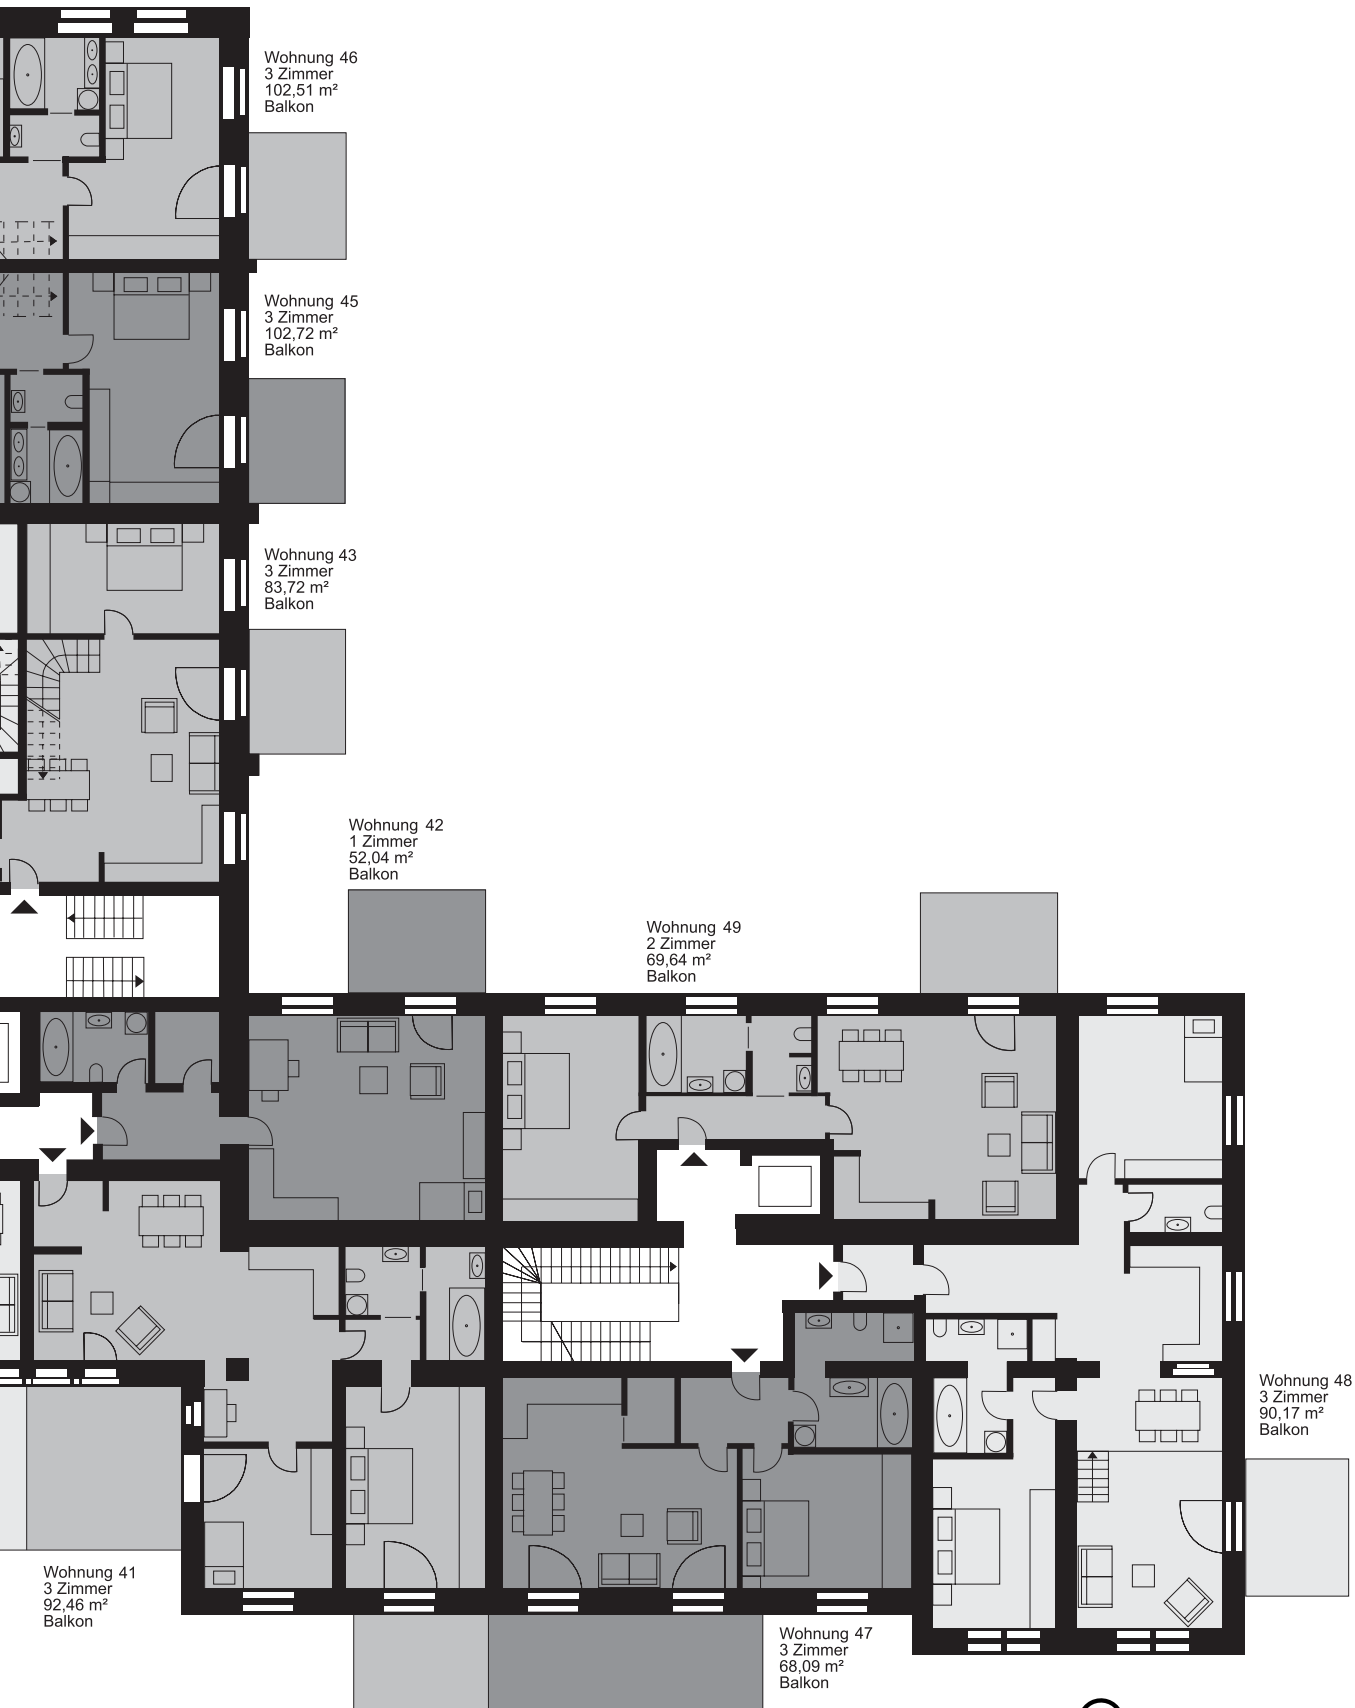 Wohnung 46
3 Zimmer
102,51 m²
Balkon
Wohnung 45
3 Zimmer
102,72 m²
Balkon
Wohnung 43
3 Zimmer
83,72 m²
Balkon
Wohnung 42
1 Zimmer
52,04 m²
Balkon
Wohnung 49
2 Zimmer
69,64 m²
Balkon
Wohnung 48
3 Zimmer
90,17 m²
Balkon
Wohnung 41
3 Zimmer
92,46 m²
Balkon
Wohnung 47
3 Zimmer
68,09 m²
Balkon